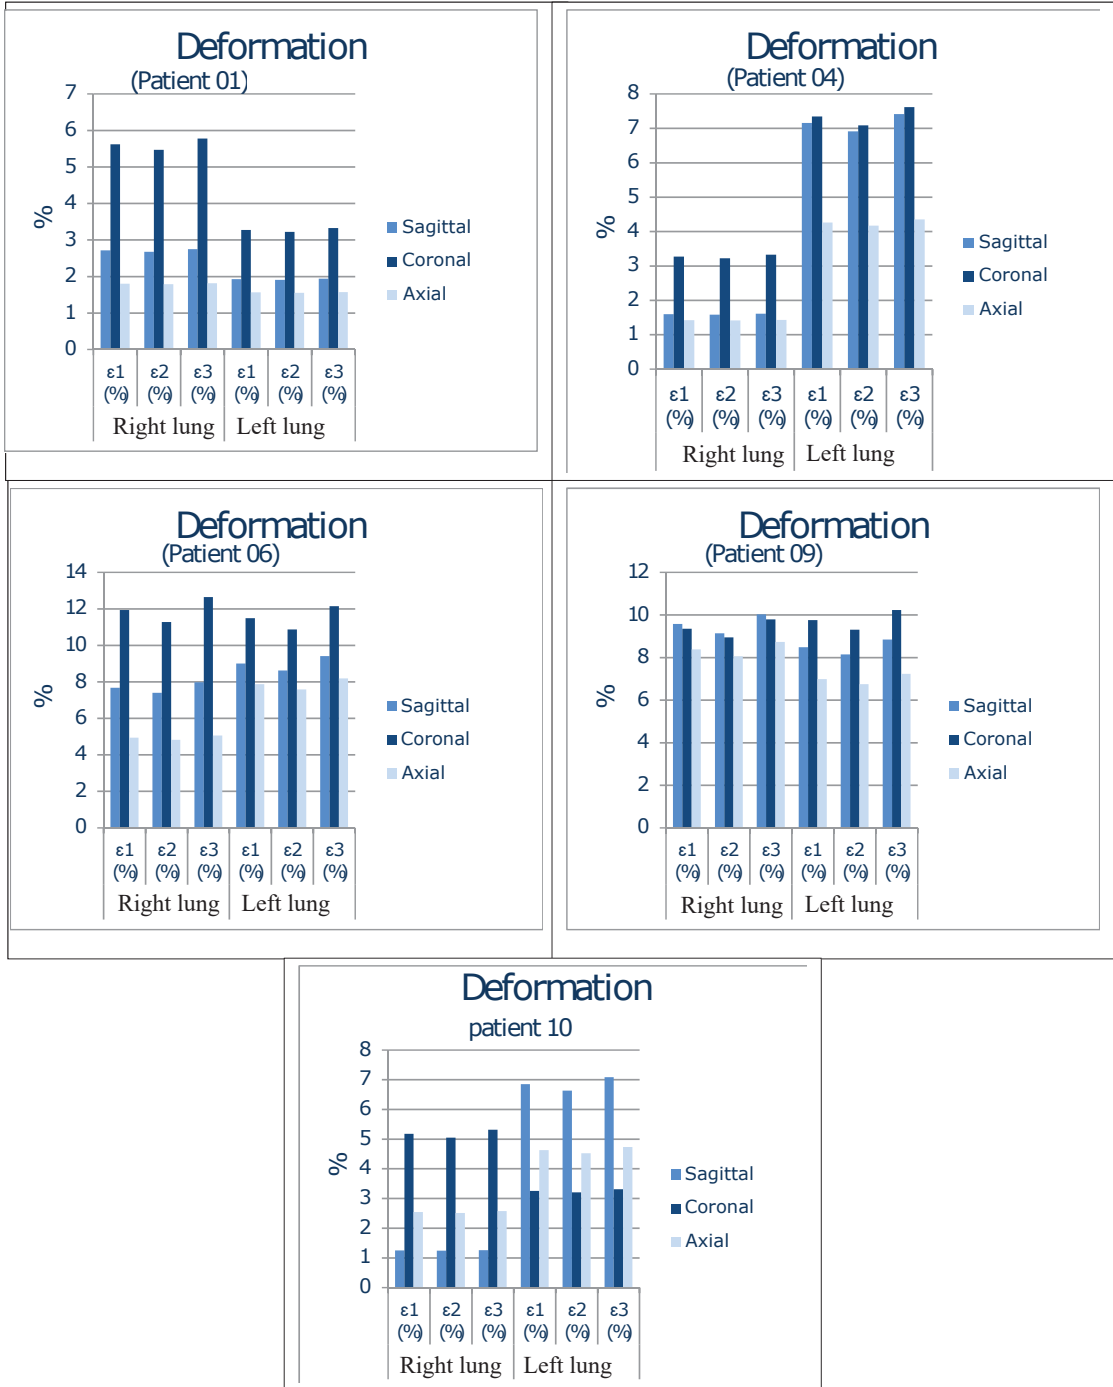 Deformation
(Patient 01)
7
6
5
4
3
2
1
0
%
ε1 ε2 ε3 ε1 ε2 ε3
(%) (%) (%) (%) (%) (%)
Right lung Left lung
Sagittal
Coronal
Axial
Deformation
(Patient 04)
8
7
6
5
4
3
2
1
0
%
ε1 ε2 ε3 ε1 ε2 ε3
(%) (%) (%) (%) (%) (%)
Right lung Left lung
Sagittal
Coronal
Axial
Deformation
(Patient 06)
14
12
10
8
6
4
2
0
%
ε1 ε2 ε3 ε1 ε2 ε3
(%) (%) (%) (%) (%) (%)
Right lung Left lung
Sagittal
Coronal
Axial
Deformation
(Patient 09)
12
10
8
6
4
2
0
%
ε1 ε2 ε3 ε1 ε2 ε3
(%) (%) (%) (%) (%) (%)
Right lung Left lung
Sagittal
Coronal
Axial
Deformation
patient 10
8
7
6
5
4
3
2
1
0
%
ε1 ε2 ε3 ε1 ε2 ε3
(%) (%) (%) (%) (%) (%)
Right lung Left lung
Sagittal
Coronal
Axial